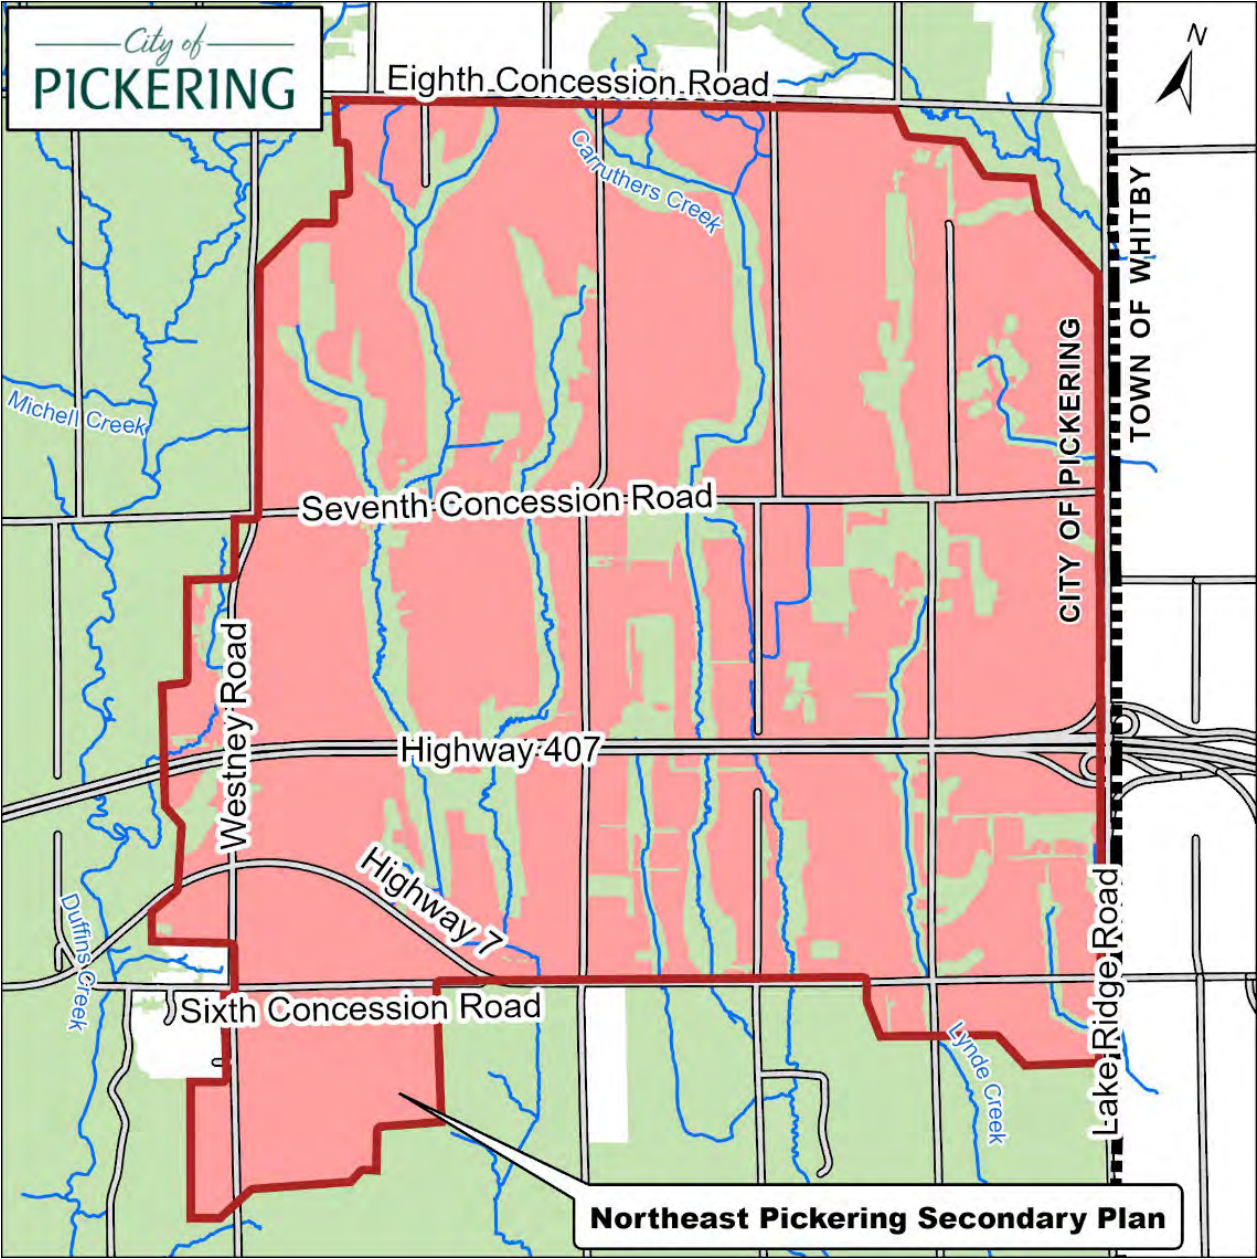 City of
PICKERING
N
Eighth Concession Road
Carruthers Creek
TOWN OF WHITBY
CITY OF PICKERING
Michell Creek
Seventh Concession Road
Westney Road
Highway 407
Highway 7
Duffins Creek
Lake Ridge Road
Sixth Concession Road
Lynde Creek
Northeast Pickering Secondary Plan